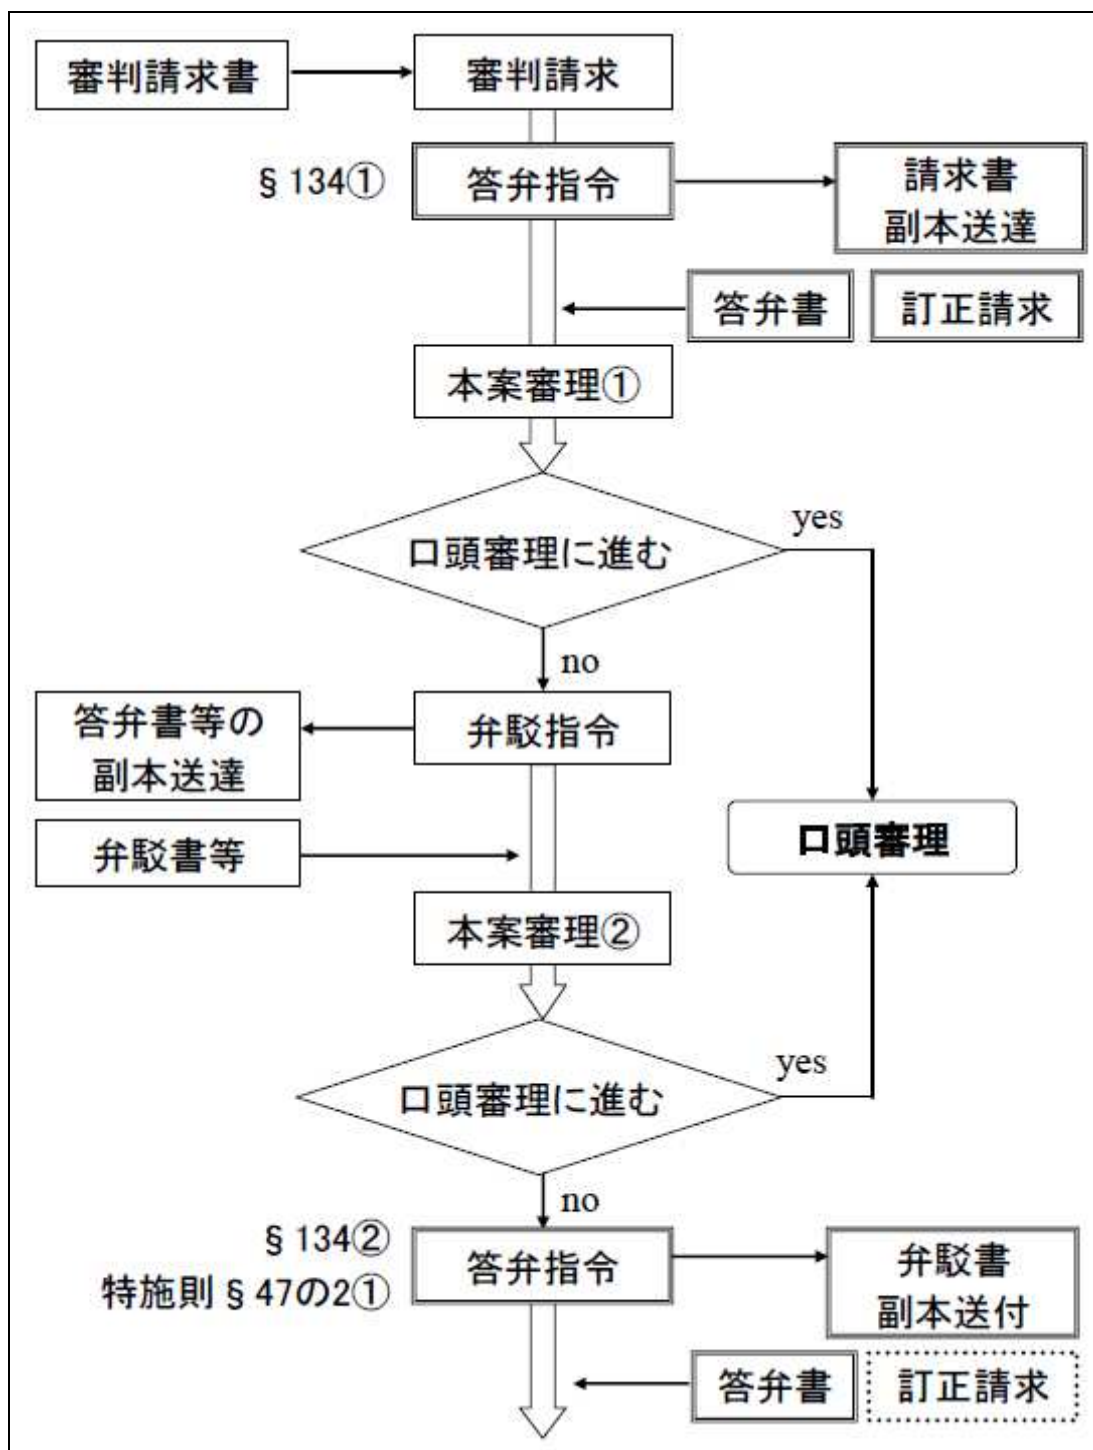 審判請求書
審判請求
§134①
答弁指令
請求書
副本送達
答弁書
訂正請求
本案審理①
口頭審理に進む
yes
no
答弁書等の
副本送達
弁駁指令
弁駁書等
口頭審理
本案審理②
口頭審理に進む
yes
no
§134②
特施則§47の2①
答弁指令
弁駁書
副本送付
答弁書
訂正請求